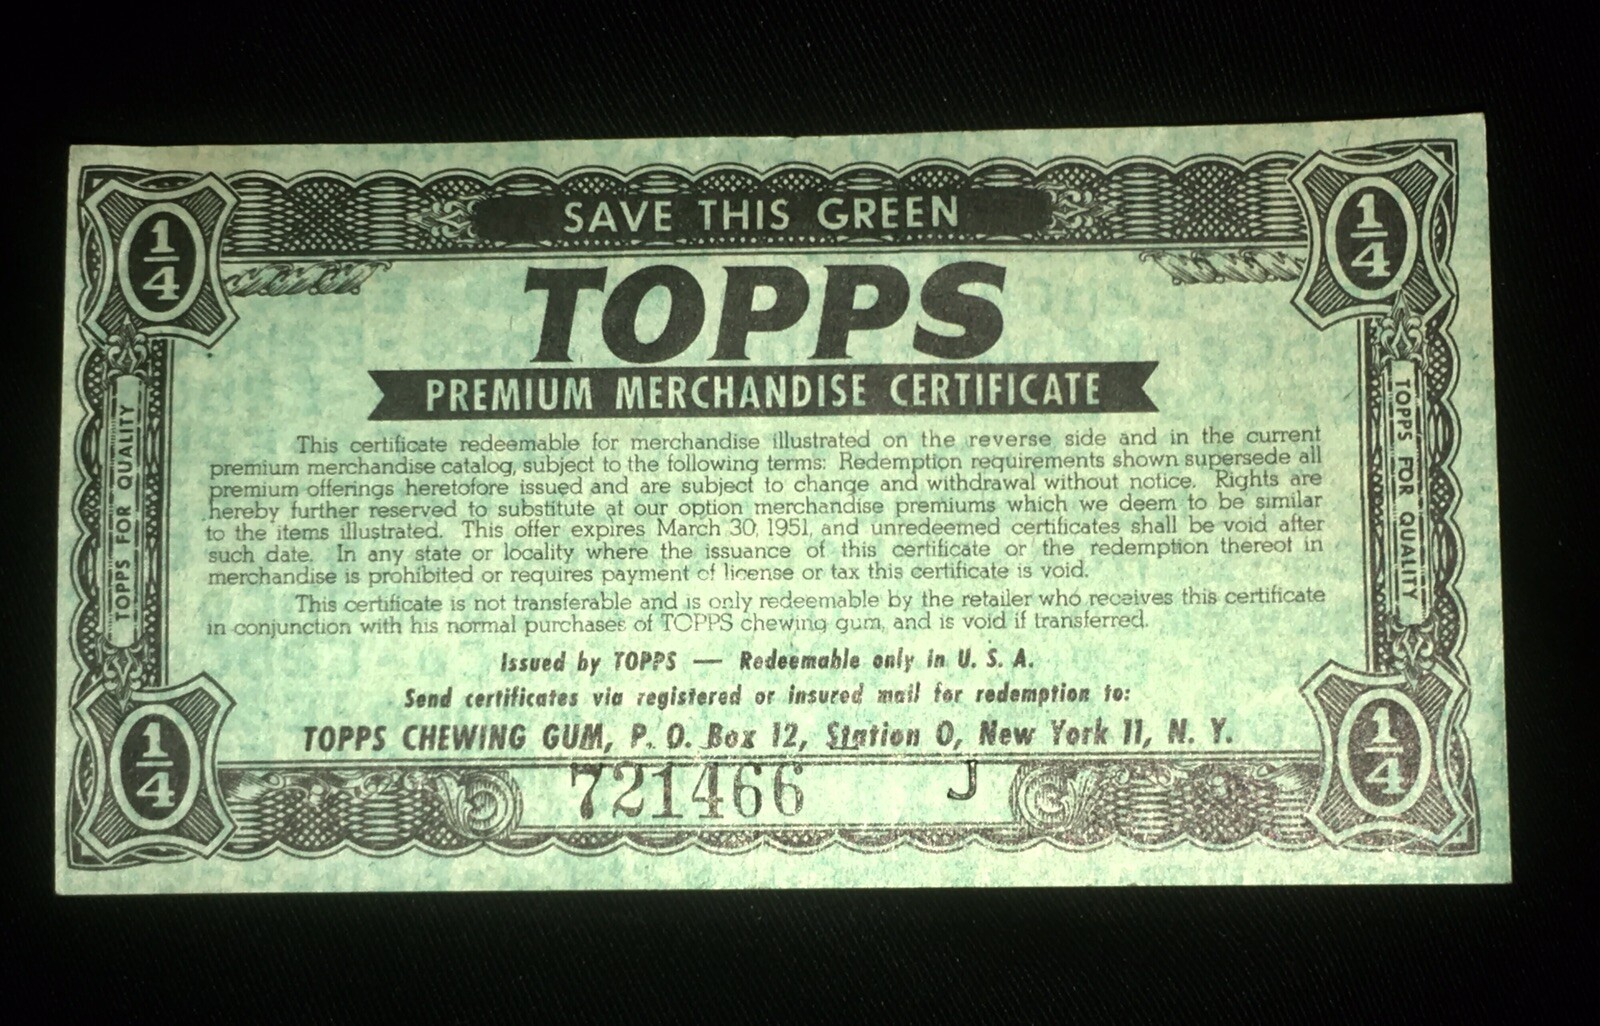 SAVE THIS GREEN
1/4
1/4
TOPPS
PREMIUM MERCHANDISE CERTIFICATE
TOPPS FOR QUALITY
TOPPS FOR QUALITY
This certificate redeemable for merchandise illustrated on the reverse side and in the current
premium merchandise catalog, subject to the following terms: Redemption requirements shown supersede all
premium offerings heretofore issued and are subject to change and withdrawal without notice. Rights are
hereby further reserved to substitute at our option merchandise premiums which we deem to be similar
to the items illustrated. This offer expires March 30, 1951, and unredeemed certificates shall be void after
such date. In any state or locality where the issuance of this certificate or the redemption thereof in
merchandise is prohibited or requires payment of license or tax this certificate is void.
This certificate is not transferable and is only redeemable by the retailer who receives this certificate
in conjunction with his normal purchases of TOPPS chewing gum, and is void if transferred.
Issued by TOPPS — Redeemable only in U. S. A.
Send certificates via registered or insured mail for redemption to:
TOPPS CHEWING GUM, P. O. Box 12, Station O, New York 11, N. Y.
1/4
1/4
721466 J